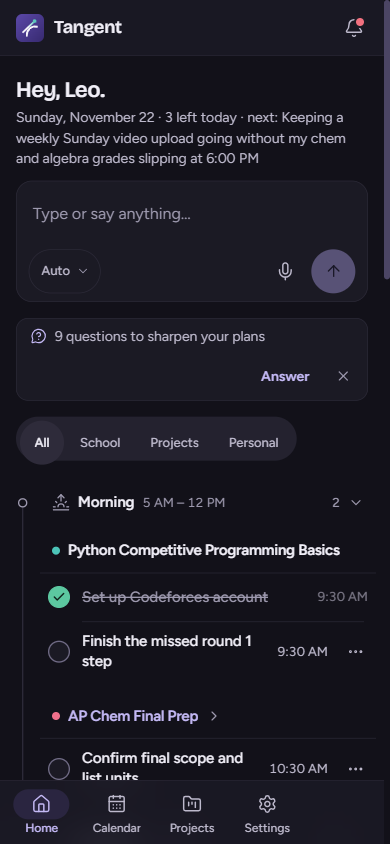 Tangent
Hey, Leo.
Sunday, November 22 · 3 left today · next: Keeping a
weekly Sunday video upload going without my chem
and algebra grades slipping at 6:00 PM
Type or say anything...
Auto
9 questions to sharpen your plans
Answer
All School Projects Personal
Morning 5 AM – 12 PM 2
Python Competitive Programming Basics
Set up Codeforces account 9:30 AM
Finish the missed round 1
step 9:30 AM
AP Chem Final Prep
Confirm final scope and
list units 10:30 AM
Home Calendar Projects Settings